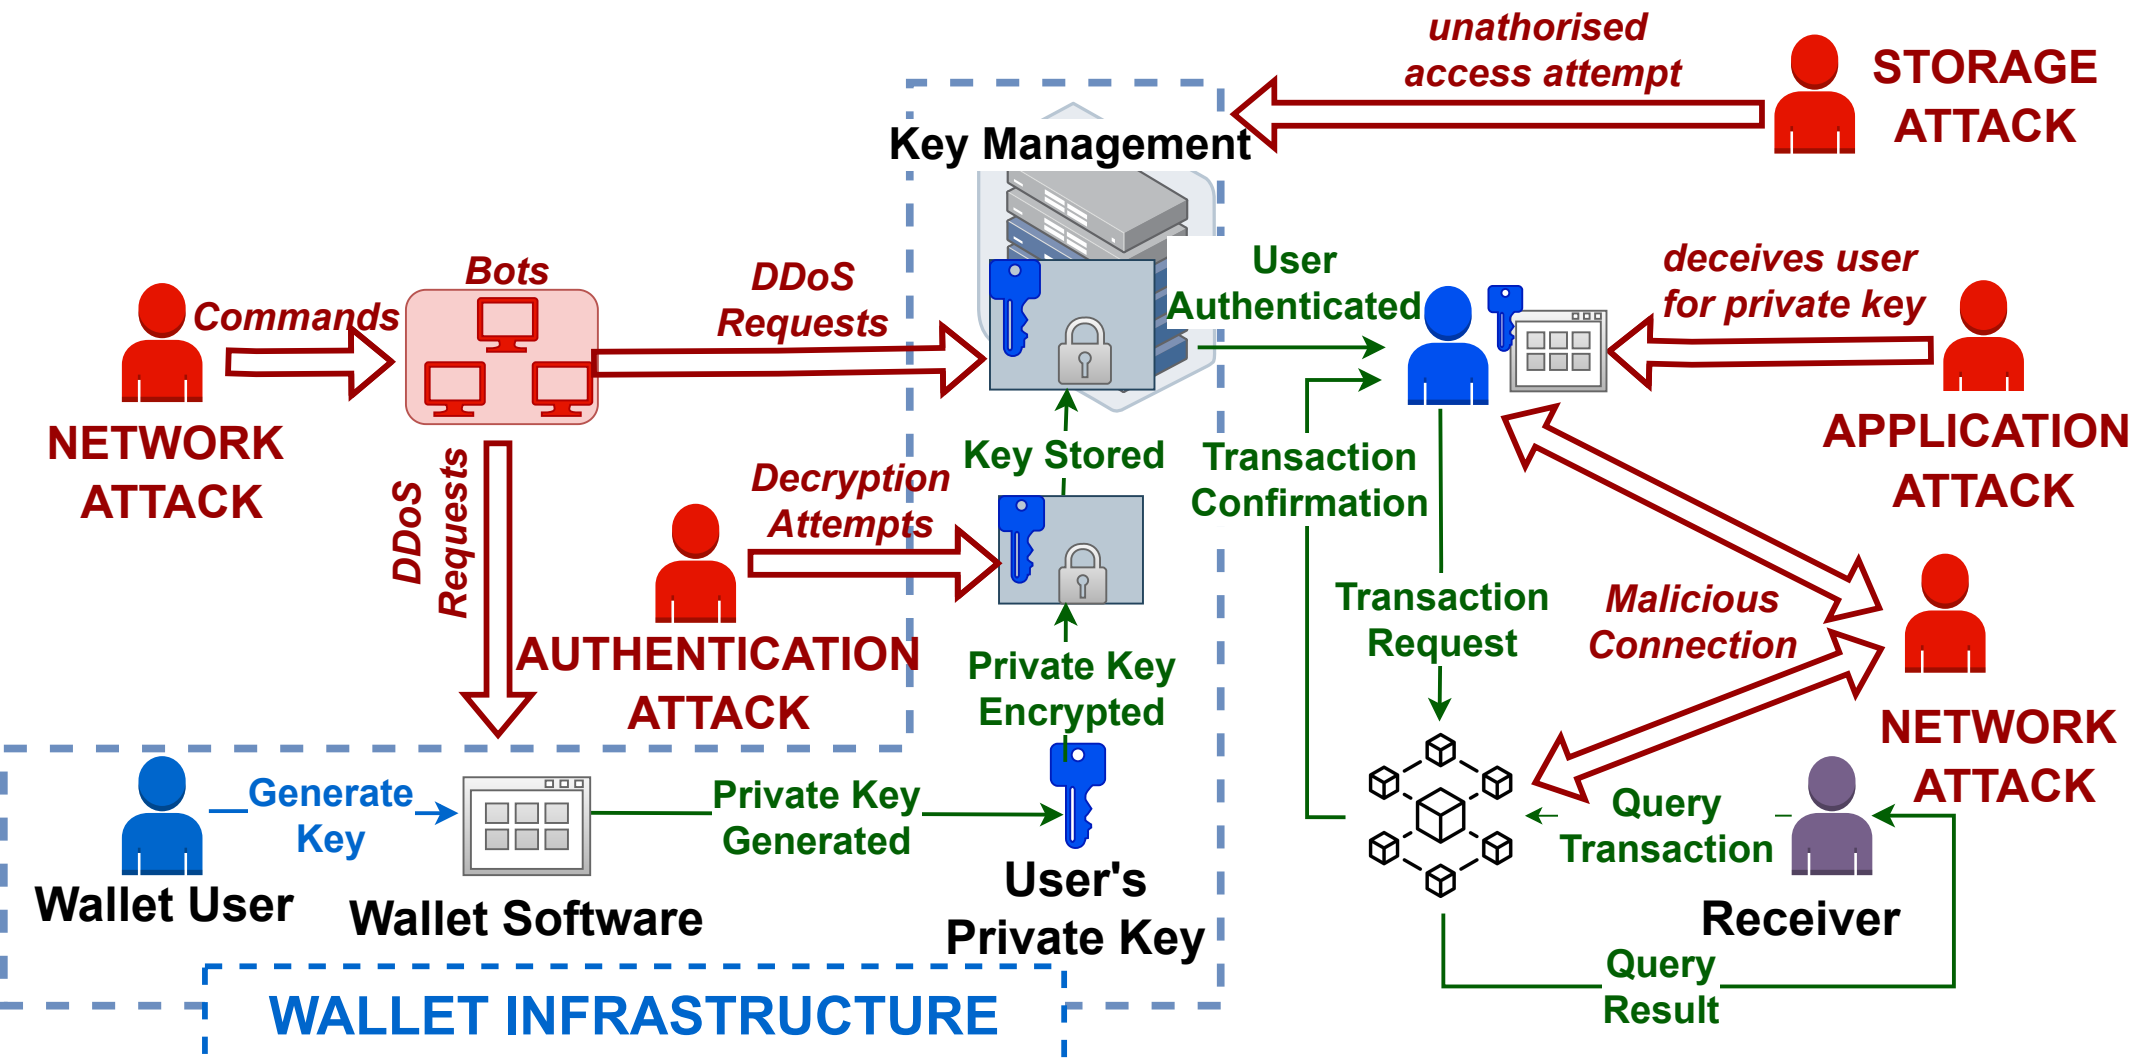 unathorised
access attempt
STORAGE
ATTACK
Key Management
Commands
Bots
DDoS
Requests
User
Authenticated
deceives user
for private key
NETWORK
ATTACK
DDoS
Requests
Decryption
Attempts
Key Stored
Transaction
Confirmation
APPLICATION
ATTACK
AUTHENTICATION
ATTACK
Private Key
Encrypted
Transaction
Request
Malicious
Connection
NETWORK
ATTACK
Generate
Key
Private Key
Generated
Query
Transaction
Wallet User
Wallet Software
User's
Private Key
Receiver
Query
Result
WALLET INFRASTRUCTURE